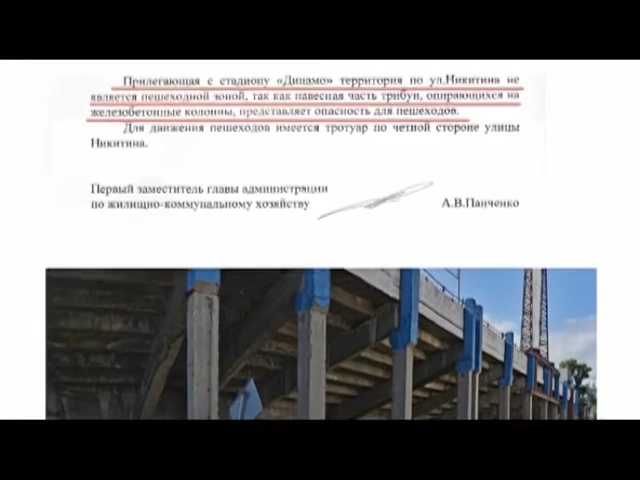 Прилегающая с стадиону «Динамо» территория по ул.Никитина не
является пешеходной зоной, так как навесная часть трибун, опирающихся на
железобетонные колонны, представляет опасность для пешеходов.
Для движения пешеходов имеется тротуар по четной стороне улицы
Никитина.
Первый заместитель главы администрации
по жилищно-коммунальному хозяйству
А.В.Панченко